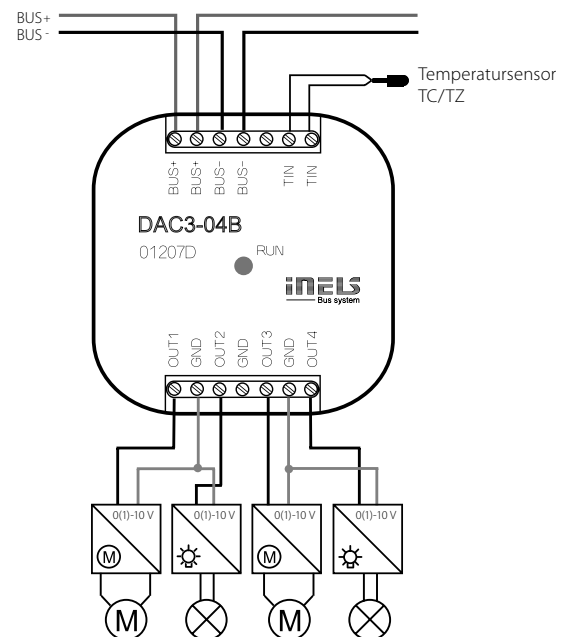 BUS+
BUS -
Temperatursensor
TC/TZ
BUS+ BUS+ BUS- BUS- TIN TIN
DAC3-04B
01207D
RUN
iNELS
Bus system
OUT1 GND OUT2 GND OUT3 GND OUT4
0(1)-10 V 0(1)-10 V 0(1)-10 V 0(1)-10 V
M M
M M